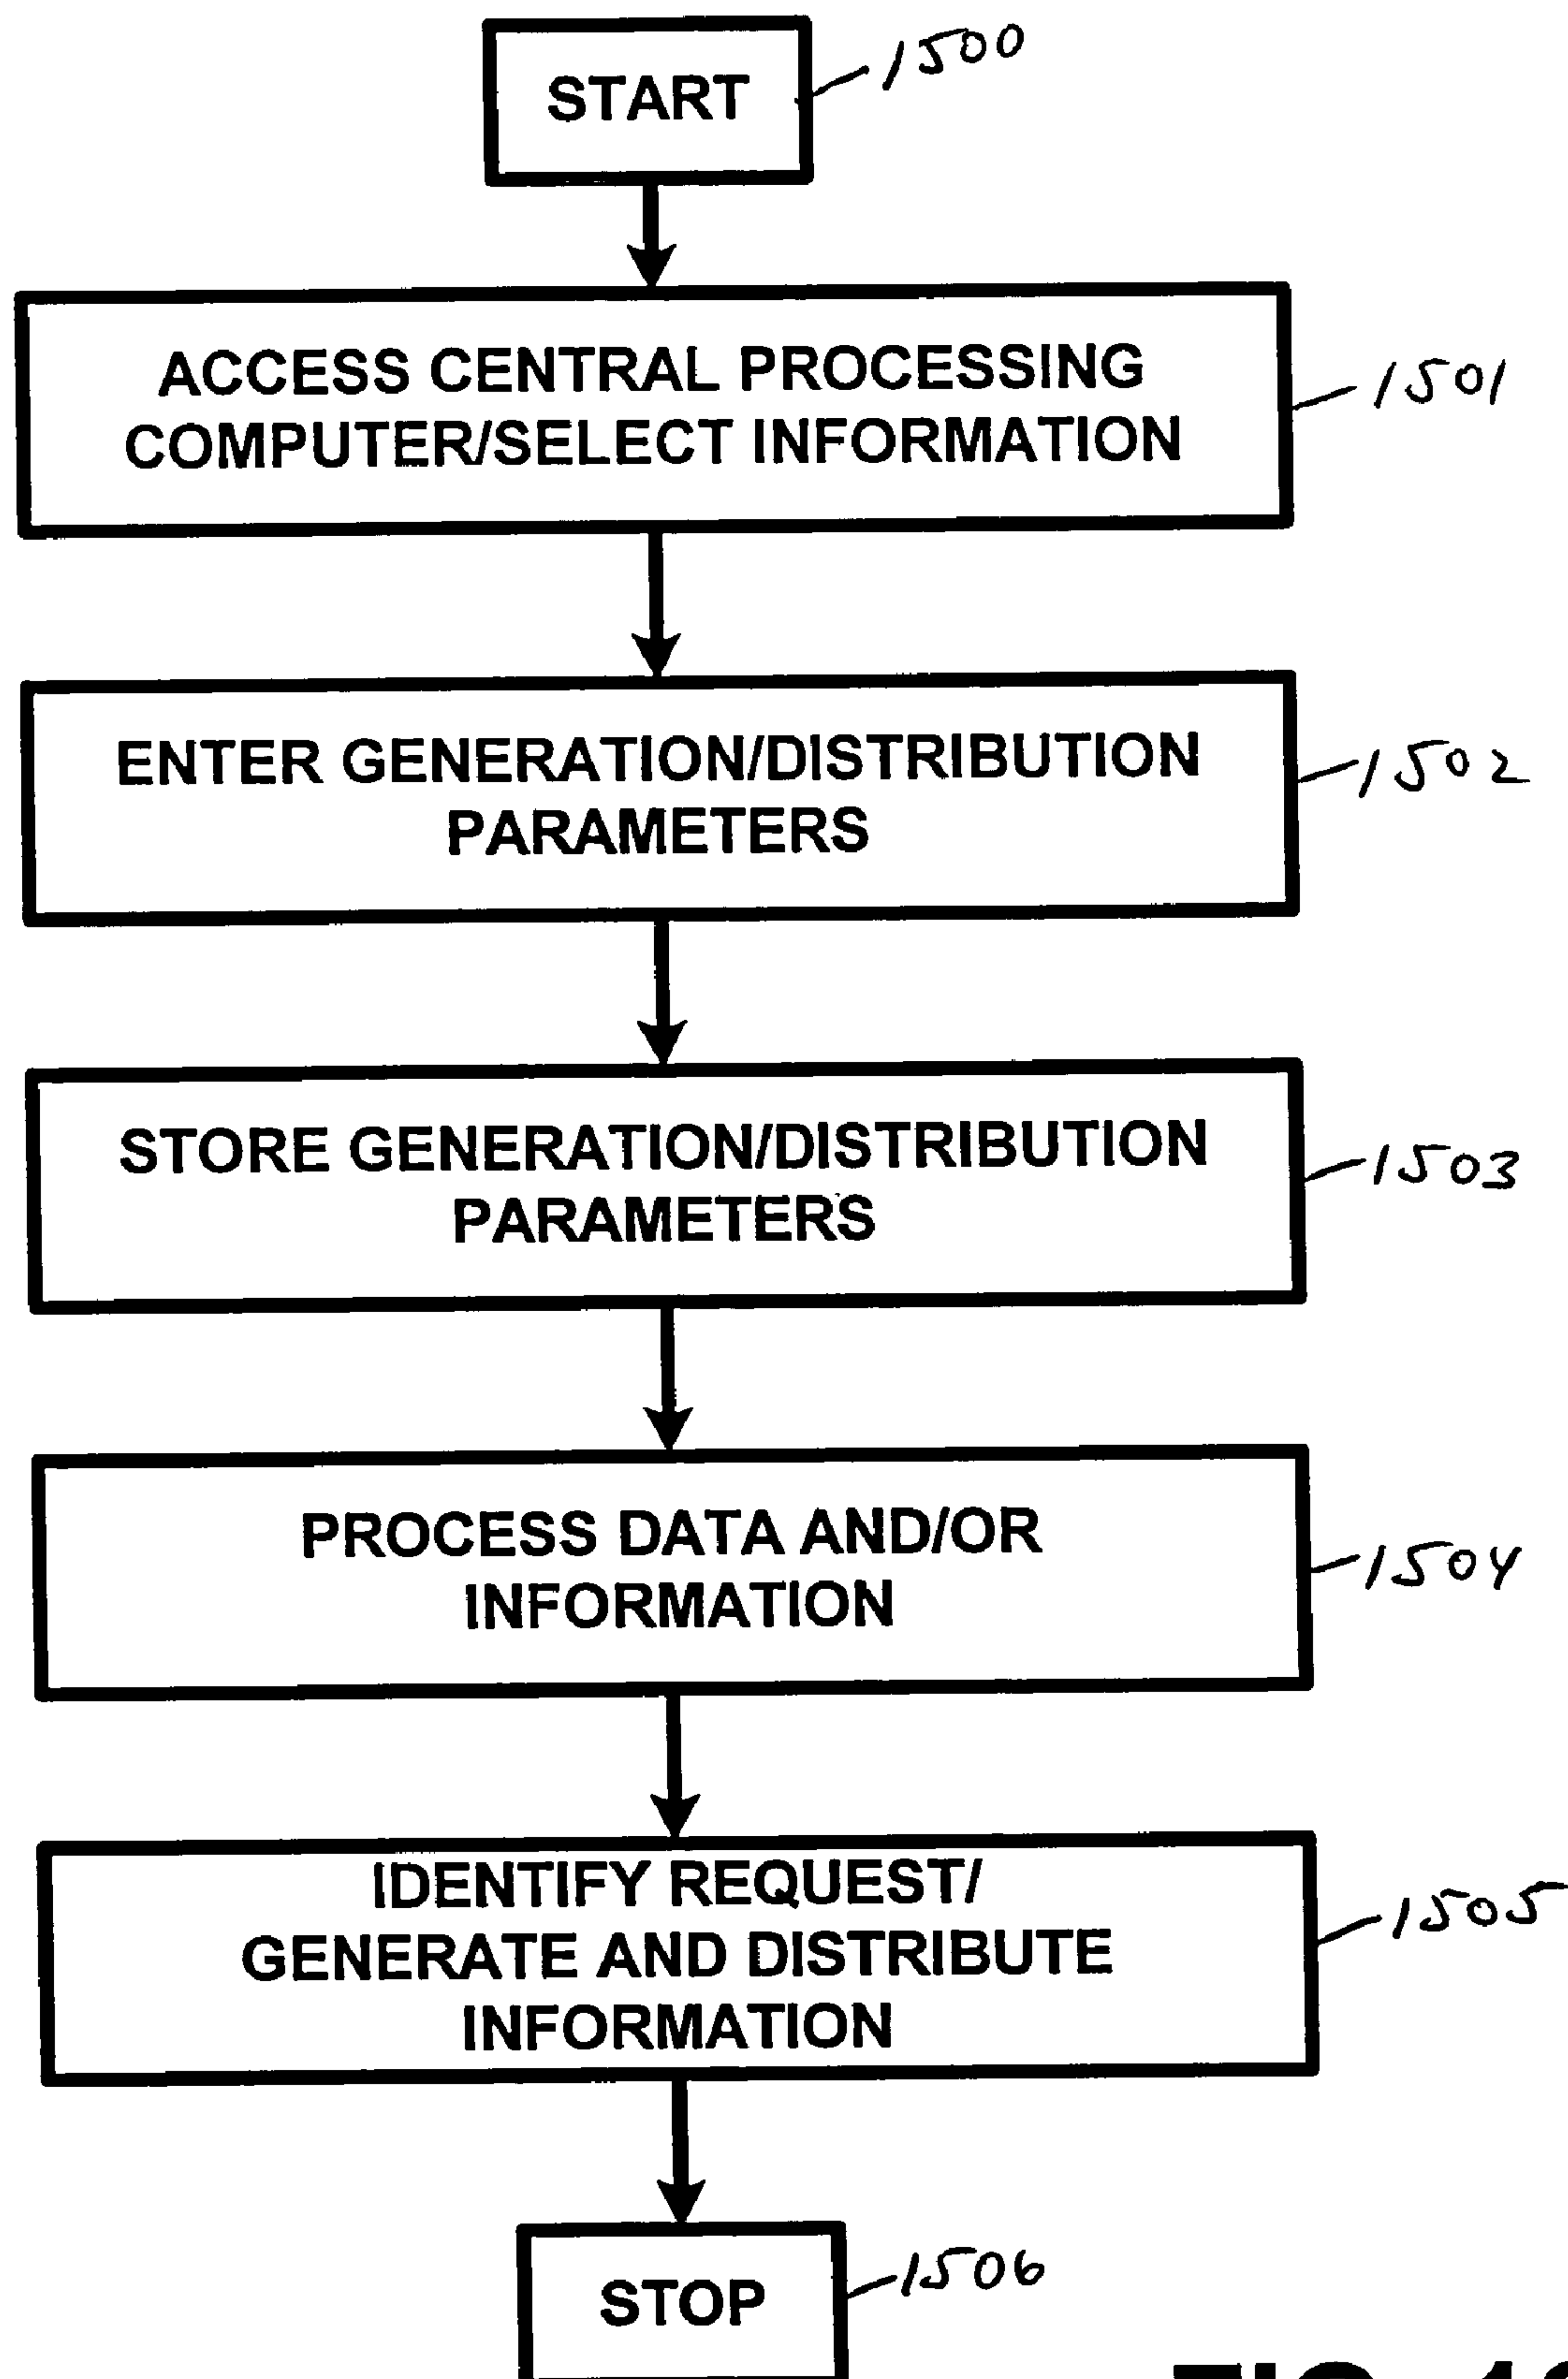 START
1500
ACCESS CENTRAL PROCESSING
COMPUTER/SELECT INFORMATION
1501
ENTER GENERATION/DISTRIBUTION
PARAMETERS
1502
STORE GENERATION/DISTRIBUTION
PARAMETERS
1503
PROCESS DATA AND/OR
INFORMATION
1504
IDENTIFY REQUEST/
GENERATE AND DISTRIBUTE
INFORMATION
1505
STOP
1506